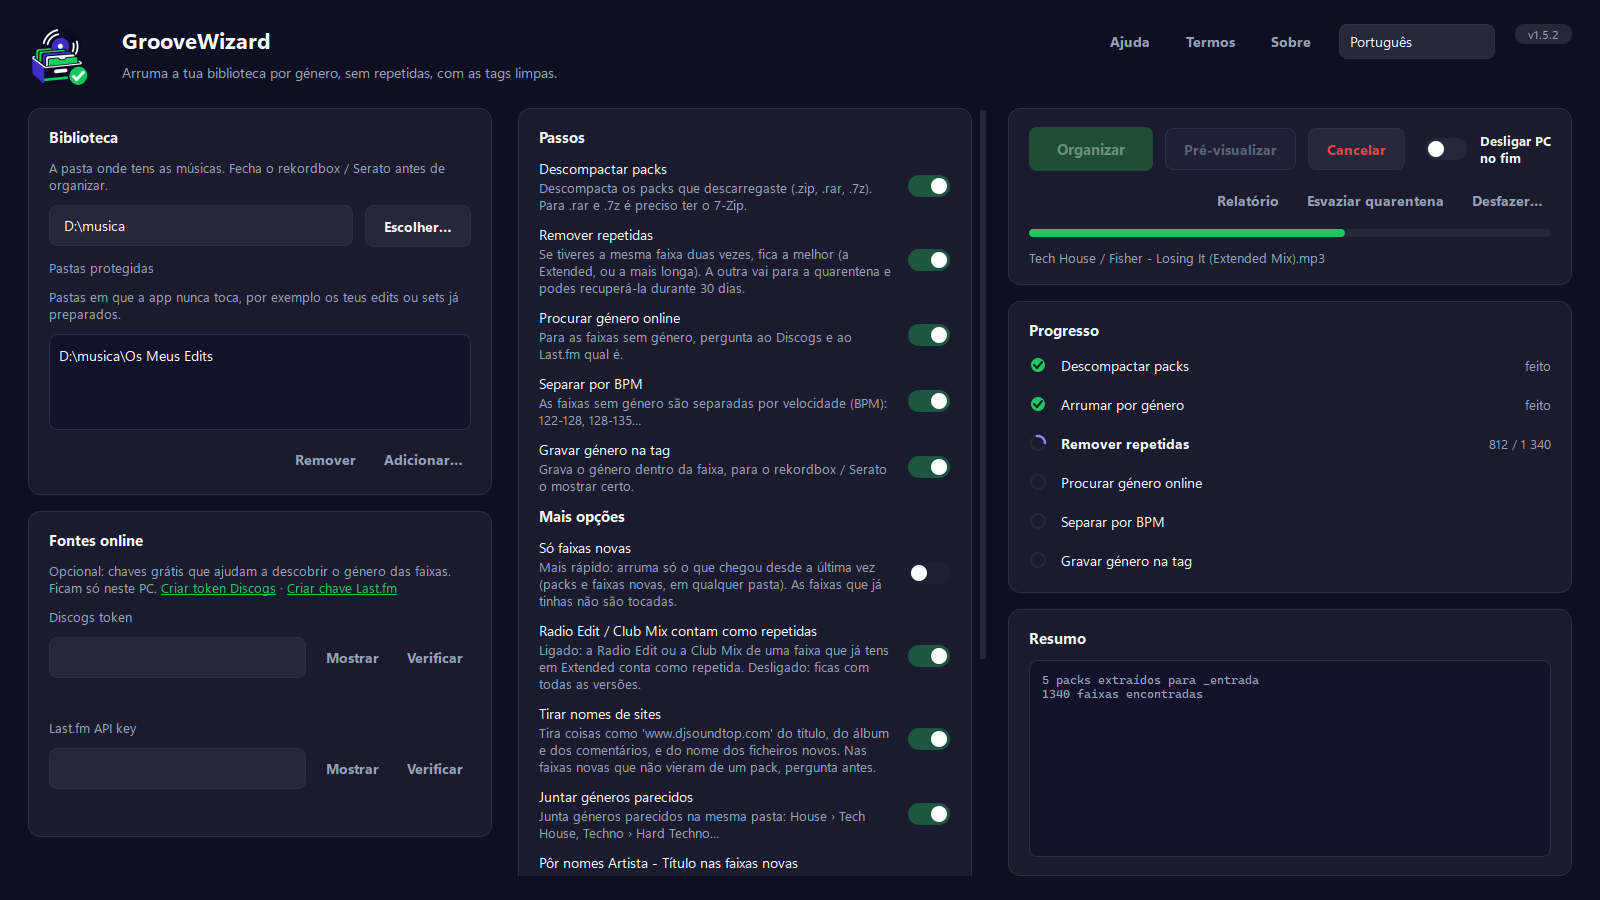 GrooveWizard
Arruma a tua biblioteca por género, sem repetidas, com as tags limpas.
Ajuda
Termos
Sobre
Português
v1.5.2
Biblioteca
A pasta onde tens as músicas. Fecha o rekordbox / Serato antes de
organizar.
D:\musica
Escolher...
Pastas protegidas
Pastas em que a app nunca toca, por exemplo os teus edits ou sets já
preparados.
D:\musica\Os Meus Edits
Remover
Adicionar...
Fontes online
Opcional: chaves grátis que ajudam a descobrir o género das faixas.
Ficam só neste PC. Criar token Discogs · Criar chave Last.fm
Discogs token
Mostrar
Verificar
Last.fm API key
Mostrar
Verificar
Passos
Descompactar packs
Descompacta os packs que descarregaste (.zip, .rar, .7z).
Para .rar e .7z é preciso ter o 7-Zip.
Remover repetidas
Se tiveres a mesma faixa duas vezes, fica a melhor (a
Extended, ou a mais longa). A outra vai para a quarentena e
podes recuperá-la durante 30 dias.
Procurar género online
Para as faixas sem género, pergunta ao Discogs e ao
Last.fm qual é.
Separar por BPM
As faixas sem género são separadas por velocidade (BPM):
122-128, 128-135...
Gravar género na tag
Grava o género dentro da faixa, para o rekordbox / Serato
o mostrar certo.
Mais opções
Só faixas novas
Mais rápido: arruma só o que chegou desde a última vez
(packs e faixas novas, em qualquer pasta). As faixas que já
tinhas não são tocadas.
Radio Edit / Club Mix contam como repetidas
Ligado: a Radio Edit ou a Club Mix de uma faixa que já tens
em Extended conta como repetida. Desligado: ficas com
todas as versões.
Tirar nomes de sites
Tira coisas como 'www.djsoundtop.com' do título, do álbum
e dos comentários, e do nome dos ficheiros novos. Nas
faixas novas que não vieram de um pack, pergunta antes.
Juntar géneros parecidos
Junta géneros parecidos na mesma pasta: House › Tech
House, Techno › Hard Techno...
Pôr nomes Artista - Título nas faixas novas
Organizar
Pré-visualizar
Cancelar
Desligar PC
no fim
Relatório
Esvaziar quarentena
Desfazer...
Tech House / Fisher - Losing It (Extended Mix).mp3
Progresso
Descompactar packs
feito
Arrumar por género
feito
Remover repetidas
812 / 1 340
Procurar género online
Separar por BPM
Gravar género na tag
Resumo
5 packs extraídos para _entrada
1340 faixas encontradas